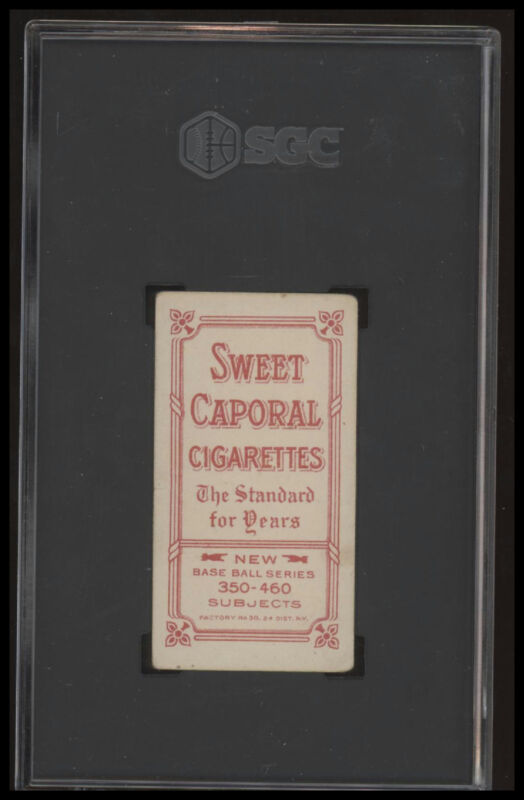 SGC
SWEET
CAPORAL
CIGARETTES
The Standard
for Years
NEW
BASE BALL SERIES
350-460
SUBJECTS
FACTORY No 30, 2d DIST. N.Y.